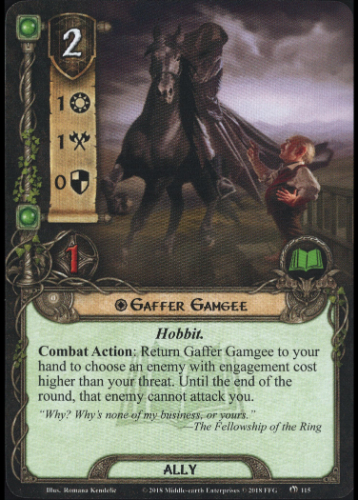 2
1
1
0
1
Gaffer Gamgee
Hobbit.
Combat Action: Return Gaffer Gamgee to your
hand to choose an enemy with engagement cost
higher than your threat. Until the end of the
round, that enemy cannot attack you.
"Why? Why's none of my business, or yours."
—The Fellowship of the Ring
Illus. Romana Kendelic
© 2018 Middle-earth Enterprises © 2018 FFG
115
ALLY